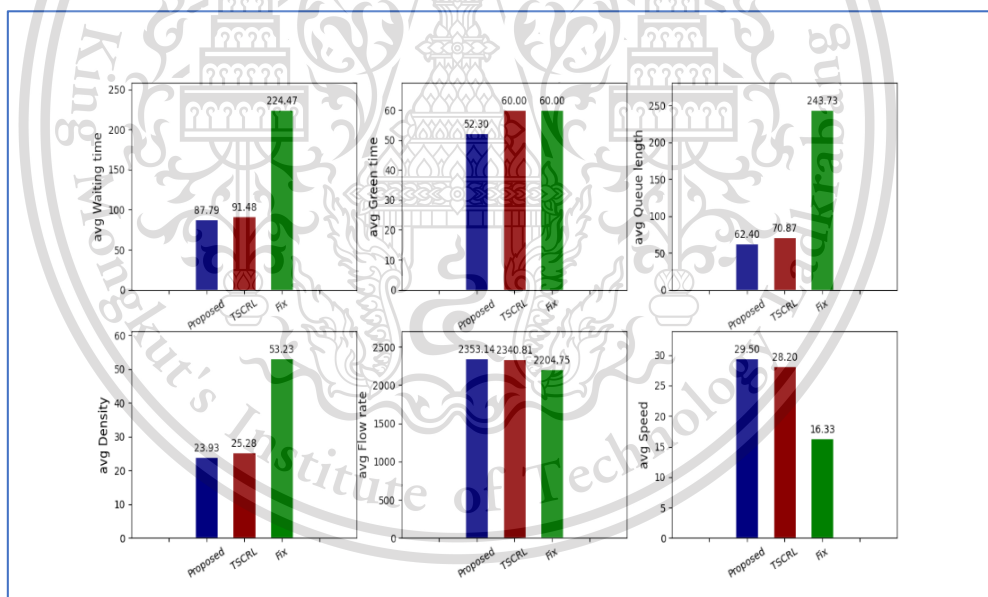 avg Waiting time
250
200
150
100
50
0
87.79
91.48
224.47
Proposed
TSCRL
Fix
avg Green time
60
50
40
30
20
10
0
52.30
60.00
60.00
Proposed
TSCRL
Fix
avg Queue length
250
200
150
100
50
0
62.40
70.87
243.73
Proposed
TSCRL
Fix
avg Density
60
50
40
30
20
10
0
23.93
25.28
53.23
Proposed
TSCRL
Fix
avg Flow rate
2500
2000
1500
1000
500
0
2353.14
2340.81
2204.75
Proposed
TSCRL
Fix
avg Speed
30
25
20
15
10
5
0
29.50
28.20
16.33
Proposed
TSCRL
Fix
King Mongkut's Institute of Technology Ladkrabang